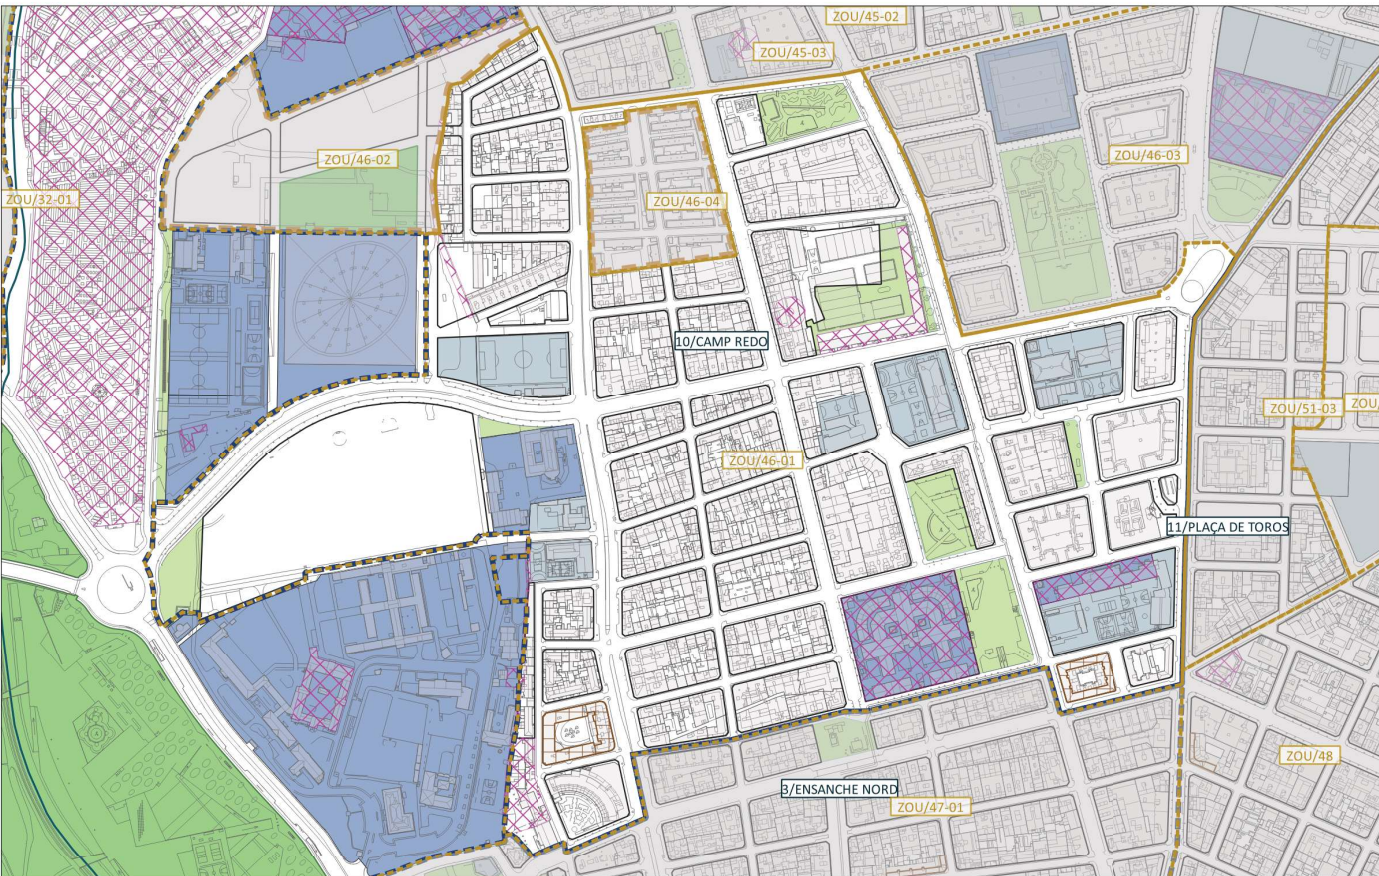 ZOU/45-02
ZOU/45-03
ZOU/46-02
ZOU/46-03
ZOU/32-01
ZOU/46-04
10/CAMP REDO
ZOU/51-03
ZOU/
ZOU/46-01
11/PLAÇA DE TOROS
ZOU/48
3/ENSANCHE NORD
ZOU/47-01